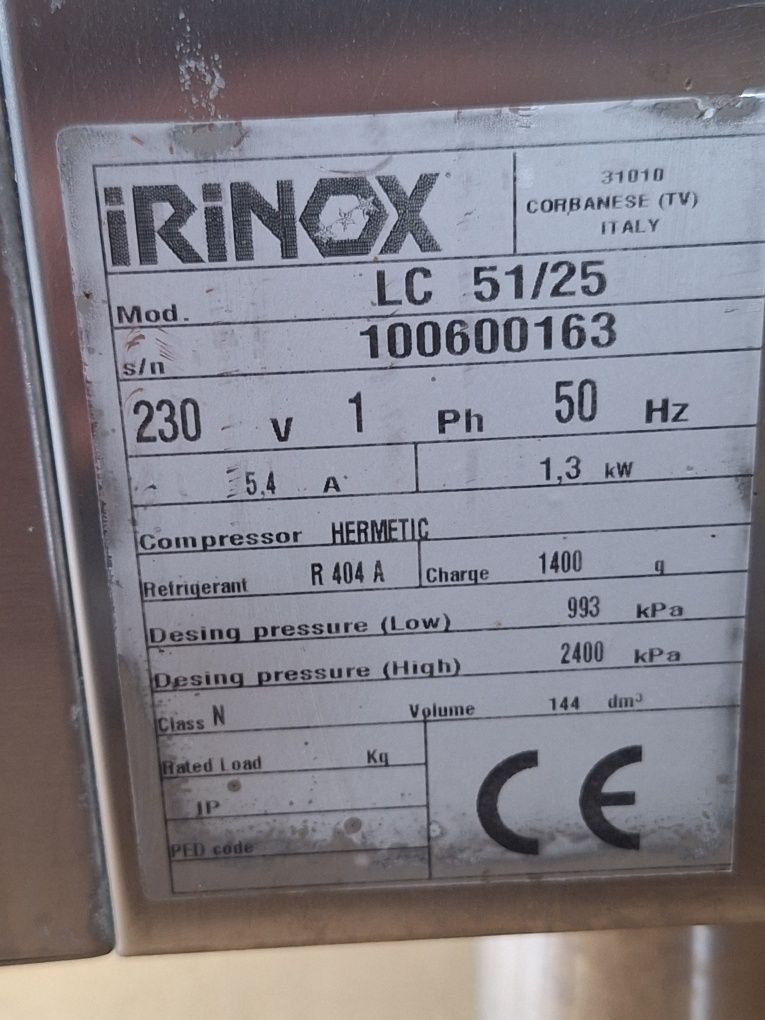 iRiNOX
31010
CORBANESE (TV)
ITALY
Mod. LC 51/25
s/n 100600163
230 V 1 Ph 50 Hz
5,4 A 1,3 kW
Compressor HERMETIC
Refrigerant R 404 A Charge 1400 g
Desing pressure (Low) 993 kPa
Desing pressure (High) 2400 kPa
Class N Volume 144 dm³
Rated Load Kg
IP
PED code
CE